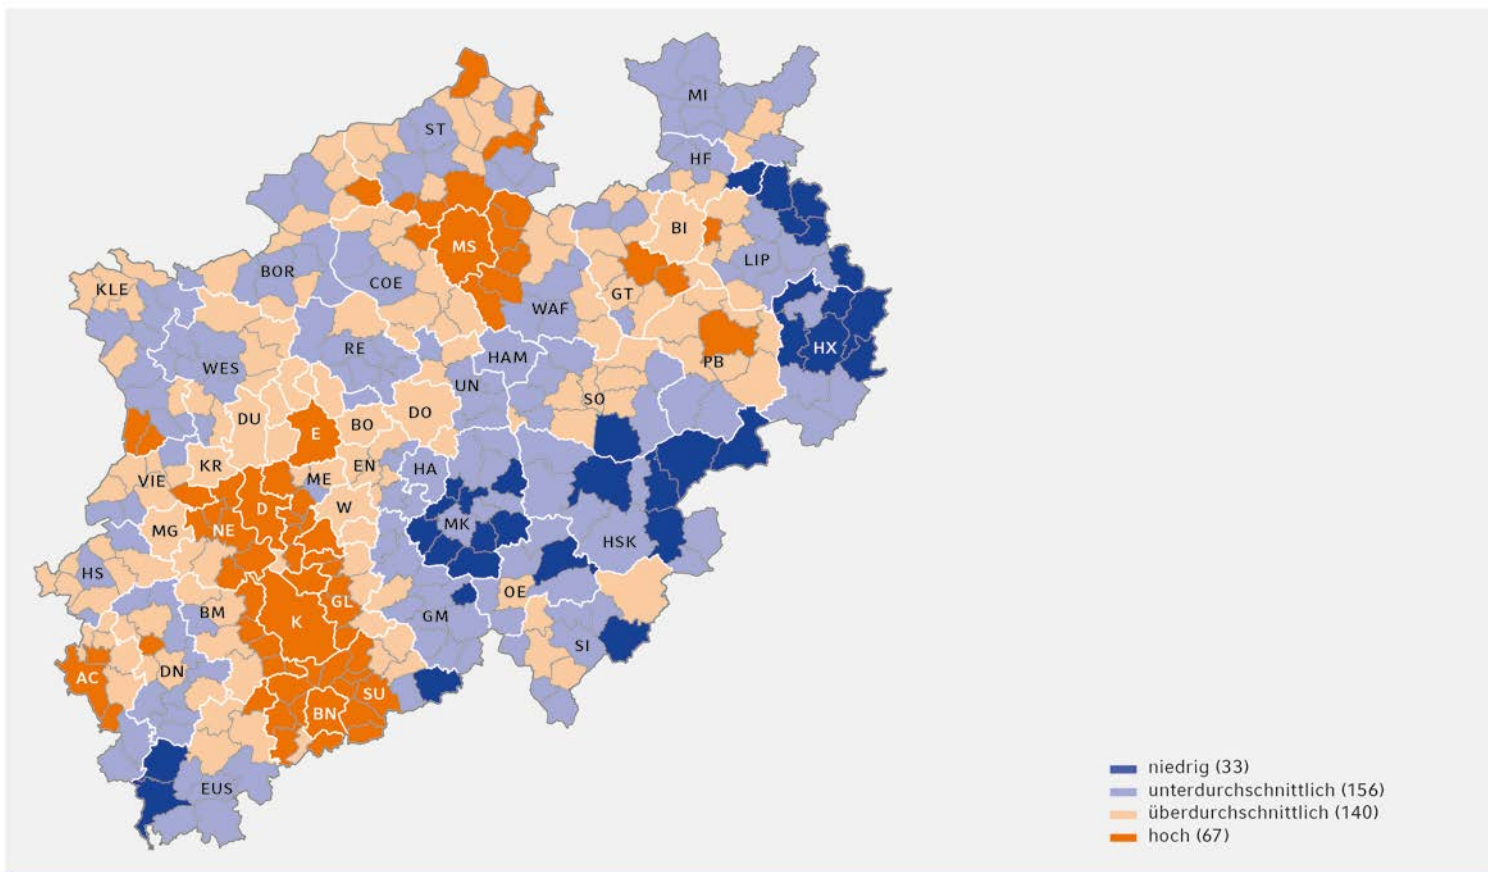 MI
ST
HF
BI
MS
LIP
BOR
COE
KLE
GT
WAF
RE
HAM
HX
WES
PB
UN
SO
DO
DU
BO
E
KR
EN
HA
VIE
ME
D
W
MK
MG
NE
HSK
HS
OE
GL
BM
GM
K
SI
DN
AC
SU
BN
EUS
niedrig (33)
unterdurchschnittlich (156)
überdurchschnittlich (140)
hoch (67)